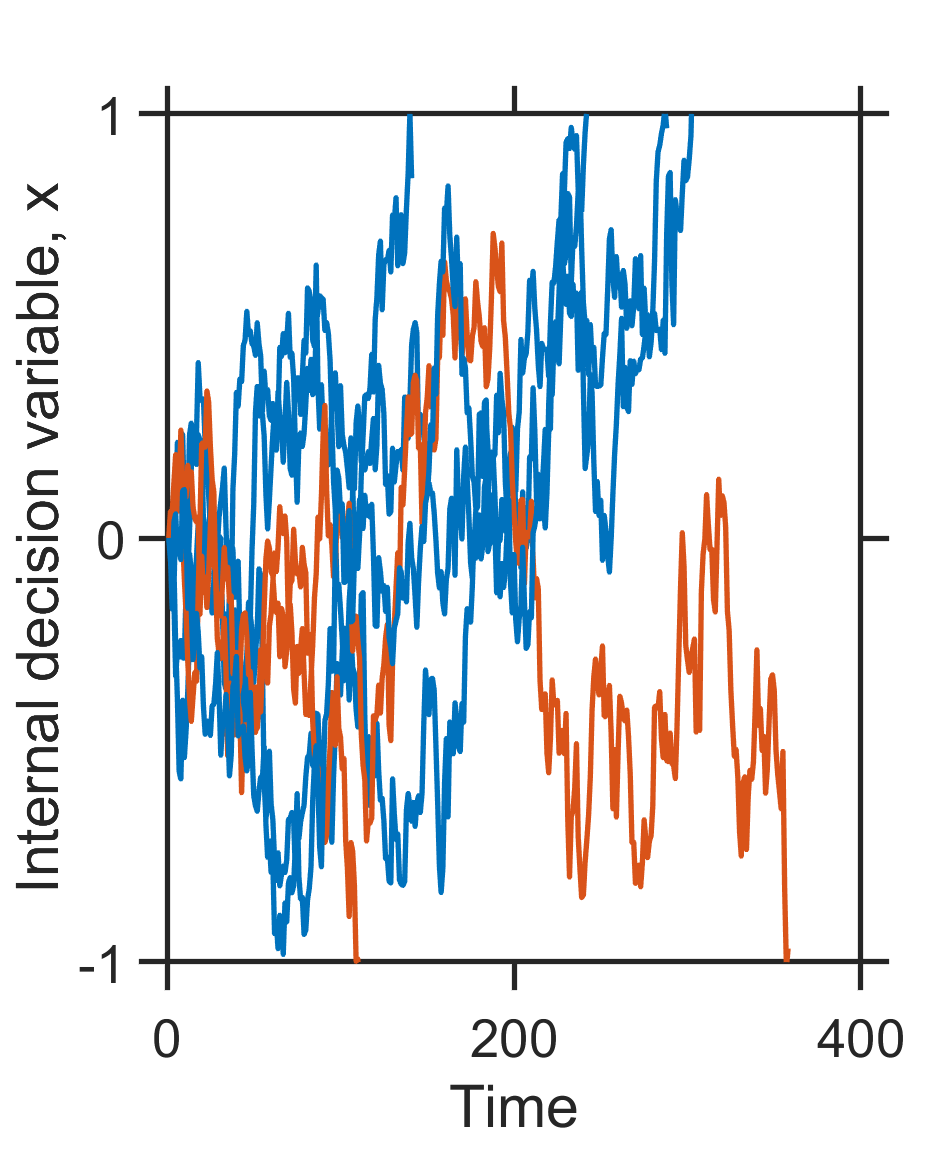 1
0
-1
Internal decision variable, x
0 200 400
Time